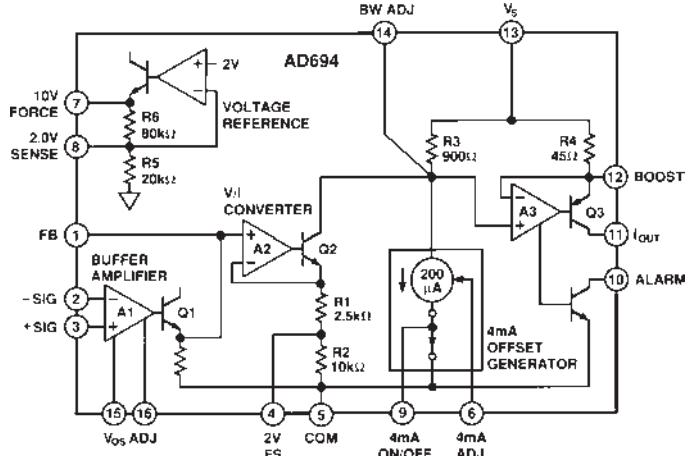 BW ADJ
VS
14
13
AD694
2V
10V
FORCE
7
R6
80kΩ
VOLTAGE
REFERENCE
2.0V
SENSE
8
R5
20kΩ
R3
900Ω
R4
45Ω
12
BOOST
V/I
CONVERTER
A3
Q3
FB
1
A2
Q2
11
IOUT
BUFFER
AMPLIFIER
200
µA
10
ALARM
−SIG
2
A1
Q1
+SIG
3
R1
2.5kΩ
4mA
OFFSET
GENERATOR
R2
10kΩ
15
16
4
5
9
6
VOS ADJ
2V
FS
COM
4mA
ON/OFF
4mA
ADJ